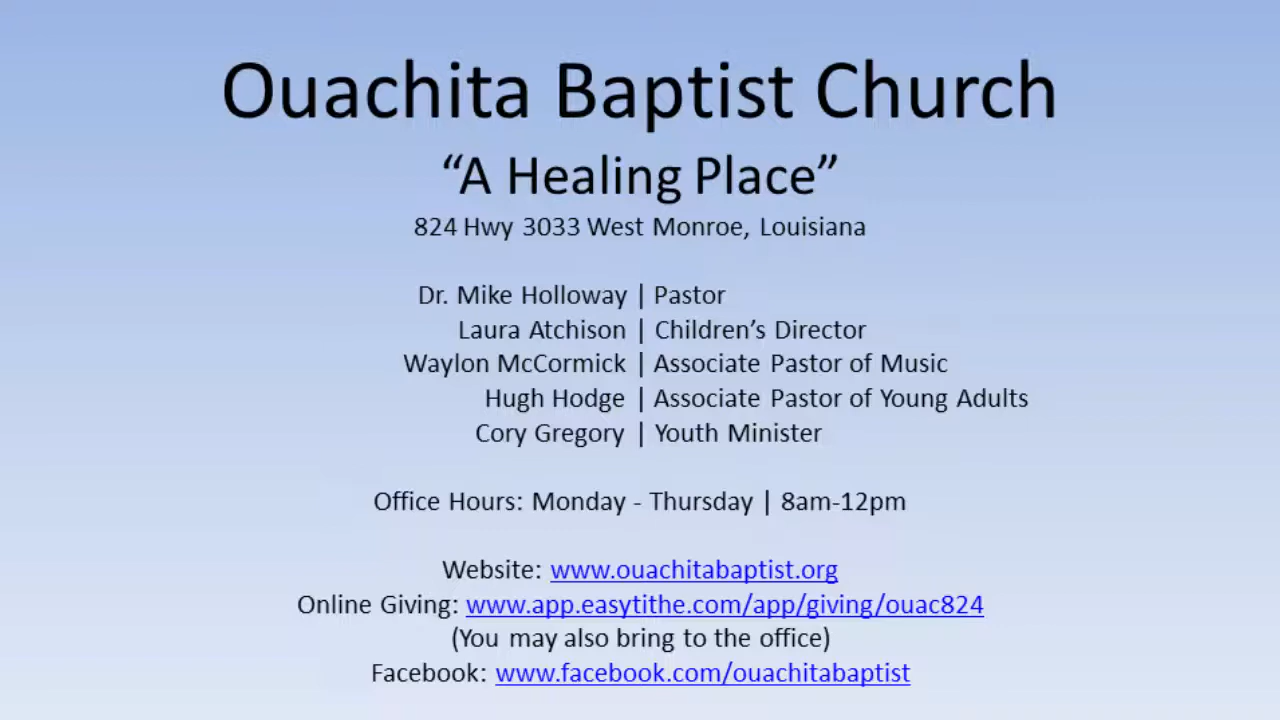 Ouachita Baptist Church
“A Healing Place”
824 Hwy 3033 West Monroe, Louisiana
Dr. Mike Holloway | Pastor
Laura Atchison | Children’s Director
Waylon McCormick | Associate Pastor of Music
Hugh Hodge | Associate Pastor of Young Adults
Cory Gregory | Youth Minister
Office Hours: Monday - Thursday | 8am-12pm
Website: www.ouachitabaptist.org
Online Giving: www.app.easytithe.com/app/giving/ouac824
(You may also bring to the office)
Facebook: www.facebook.com/ouachitabaptist